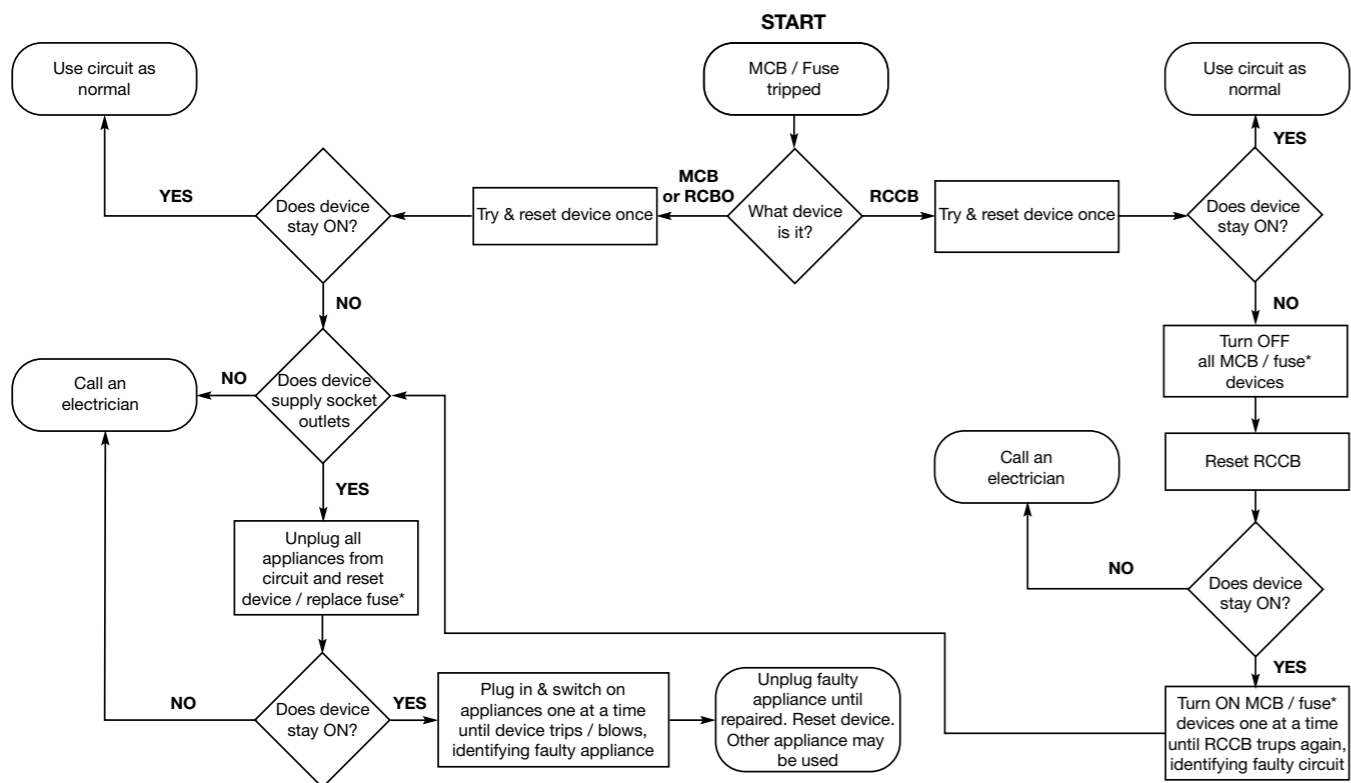 START
MCB / Fuse
tripped
What device
is it?
MCB
or RCBO
Try & reset device once
Does device
stay ON?
YES
Use circuit as
normal
NO
Does device
supply socket
outlets
NO
Call an
electrician
YES
Unplug all
appliances from
circuit and reset
device / replace fuse*
Does device
stay ON?
NO
YES
Plug in & switch on
appliances one at a time
until device trips / blows,
identifying faulty appliance
Unplug faulty
appliance until
repaired. Reset device.
Other appliance may
be used
RCCB
Try & reset device once
Does device
stay ON?
YES
Use circuit as
normal
NO
Turn OFF
all MCB / fuse*
devices
Reset RCCB
Does device
stay ON?
NO
Call an
electrician
YES
Turn ON MCB / fuse*
devices one at a time
until RCCB trups again,
identifying faulty circuit